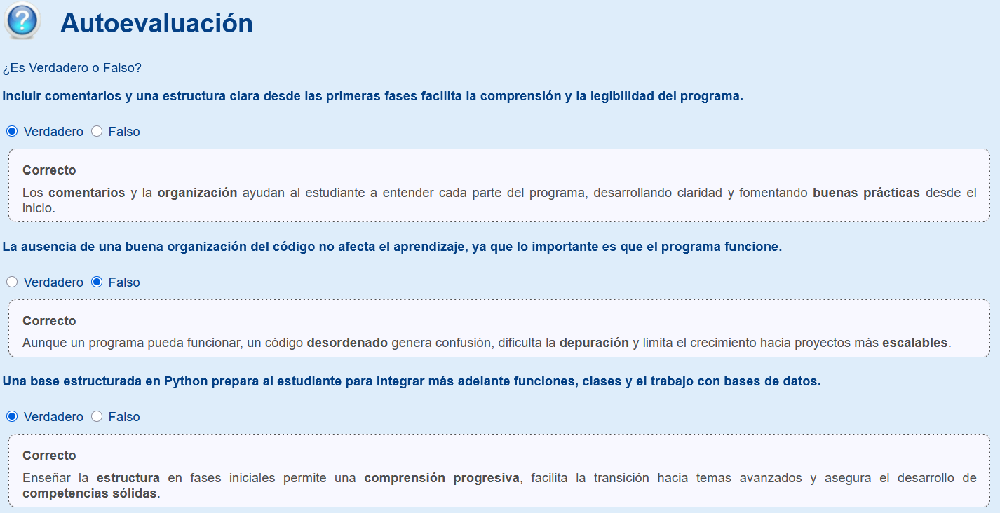 Autoevaluación
¿Es Verdadero o Falso?
Incluir comentarios y una estructura clara desde las primeras fases facilita la comprensión y la legibilidad del programa.
Verdadero Falso
Correcto
Los comentarios y la organización ayudan al estudiante a entender cada parte del programa, desarrollando claridad y fomentando buenas prácticas desde el
inicio.
La ausencia de una buena organización del código no afecta el aprendizaje, ya que lo importante es que el programa funcione.
Verdadero Falso
Correcto
Aunque un programa pueda funcionar, un código desordenado genera confusión, dificulta la depuración y limita el crecimiento hacia proyectos más escalables.
Una base estructurada en Python prepara al estudiante para integrar más adelante funciones, clases y el trabajo con bases de datos.
Verdadero Falso
Correcto
Enseñar la estructura en fases iniciales permite una comprensión progresiva, facilita la transición hacia temas avanzados y asegura el desarrollo de
competencias sólidas.